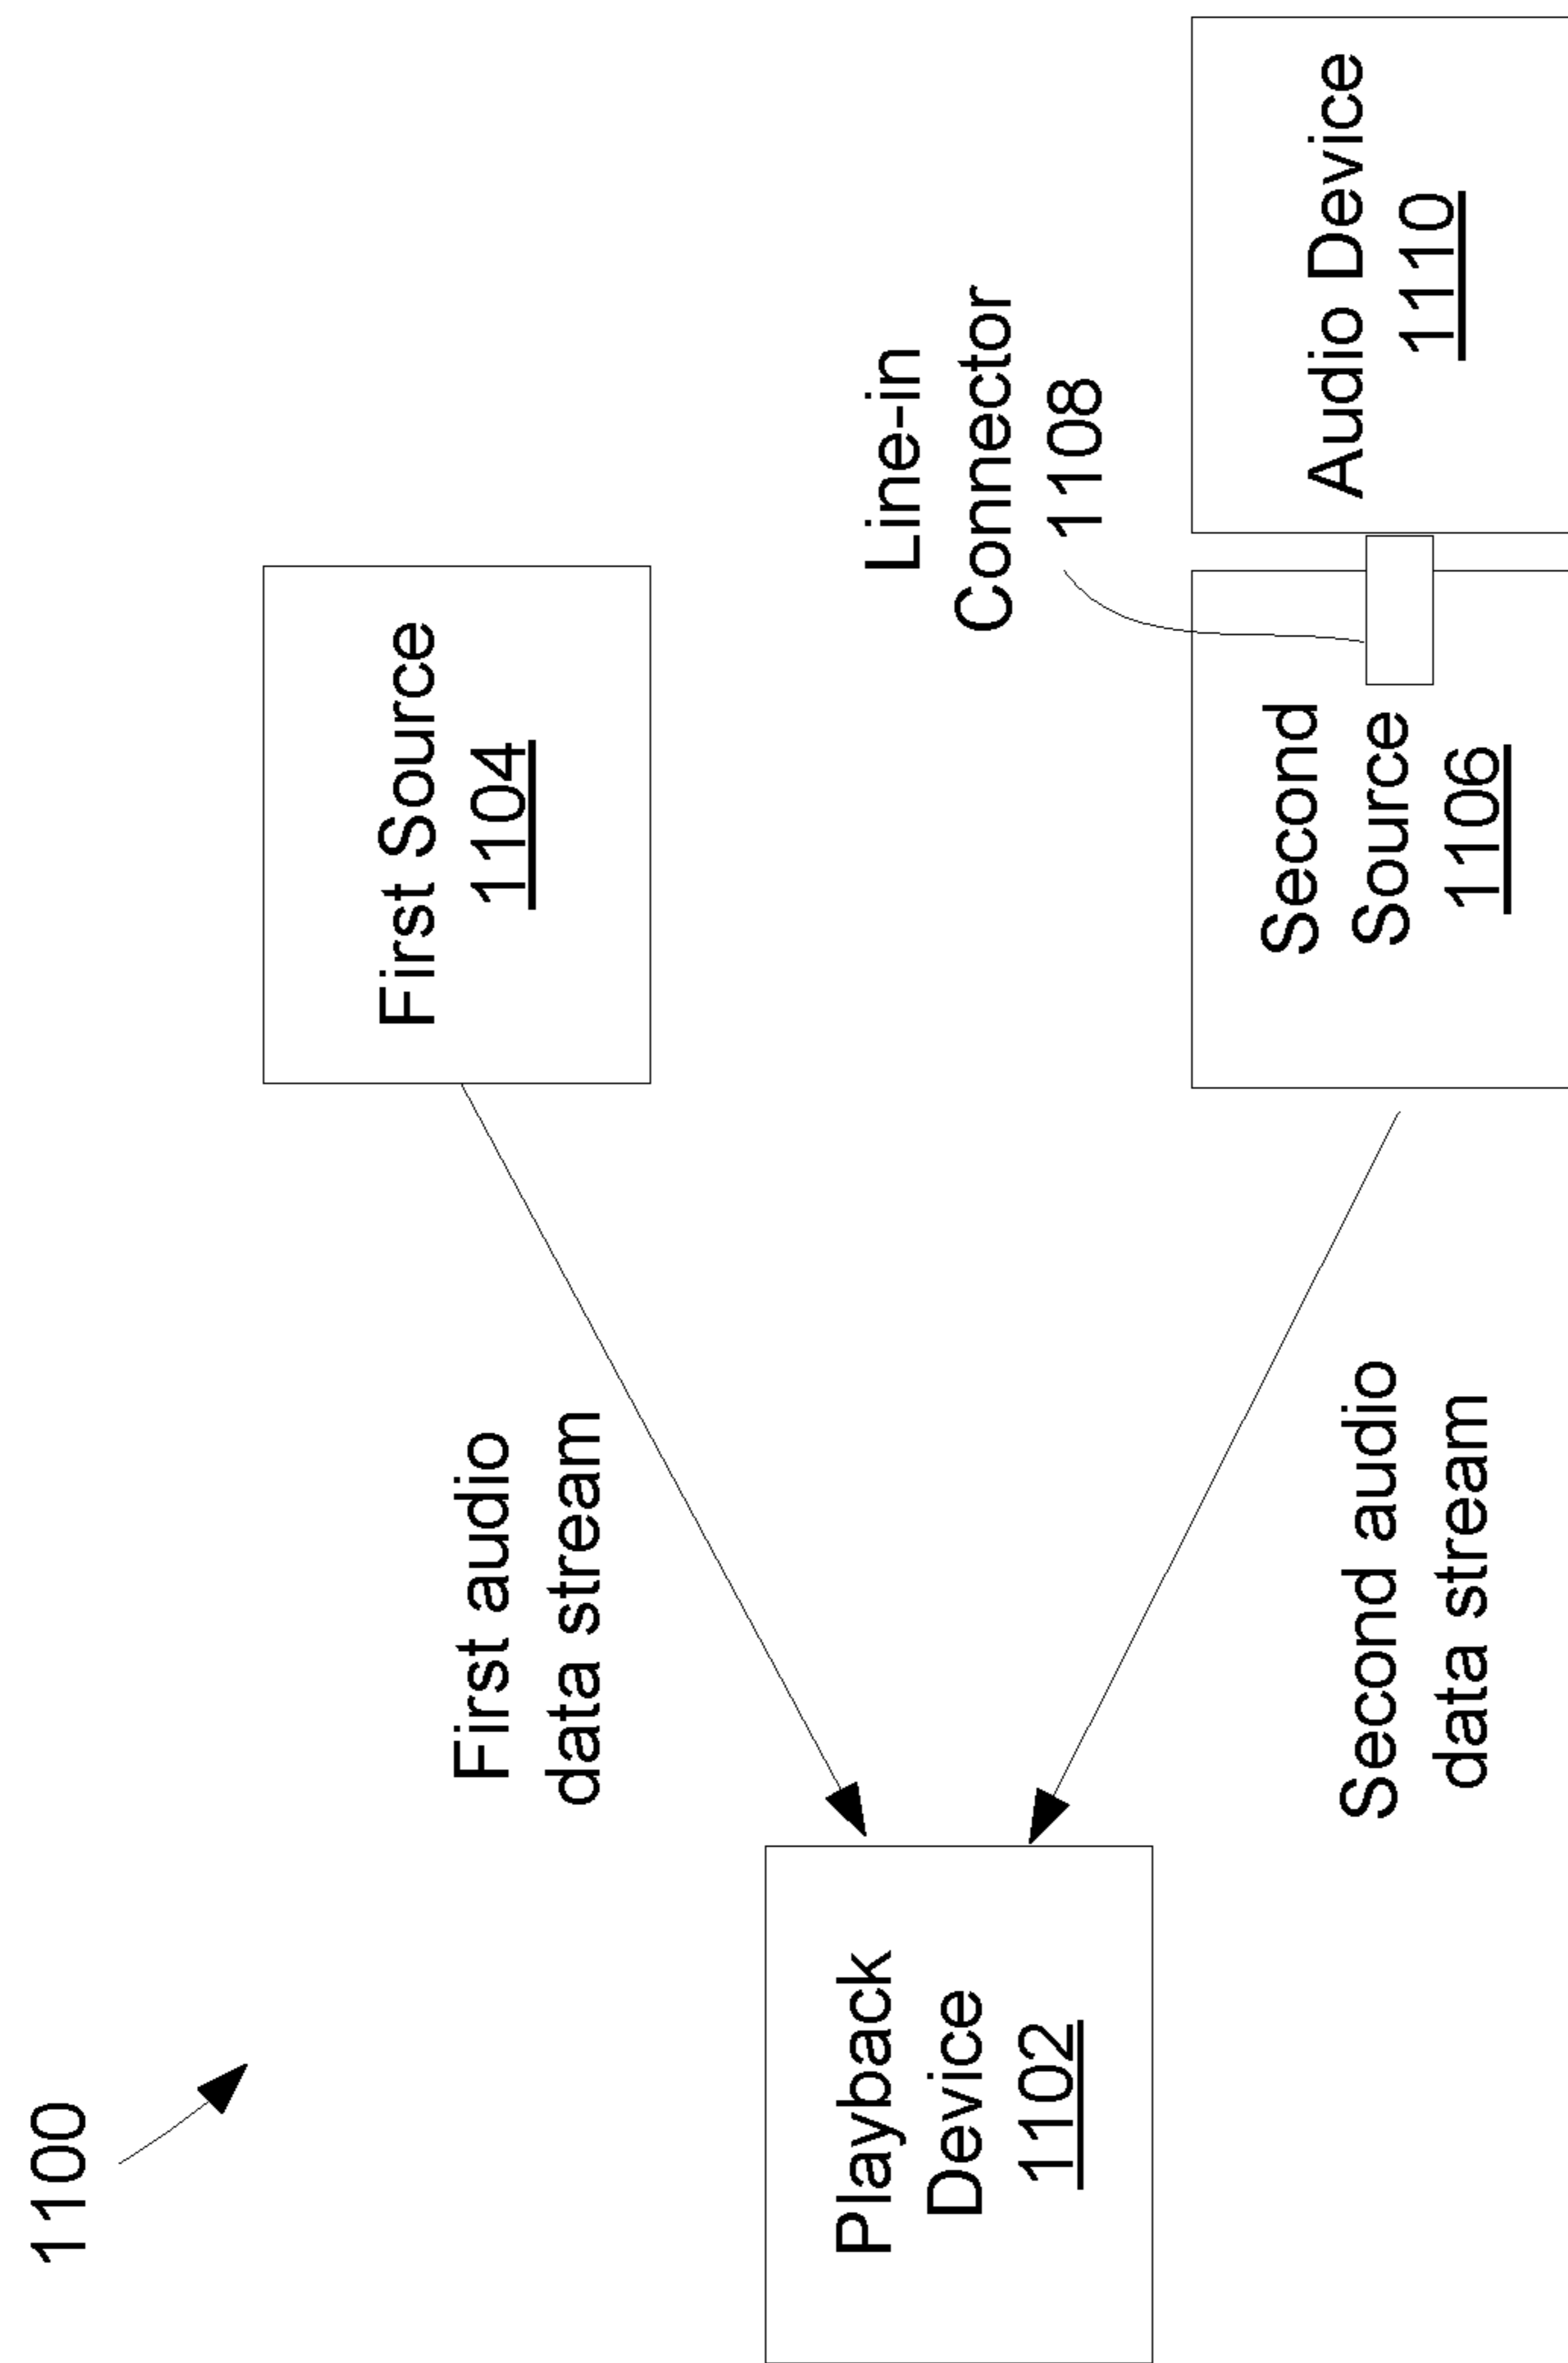 1100
First Source
1104
First audio
data stream
Playback
Device
1102
Line-in
Connector
1108
Second
Source
1106
Audio Device
1110
Second audio
data stream